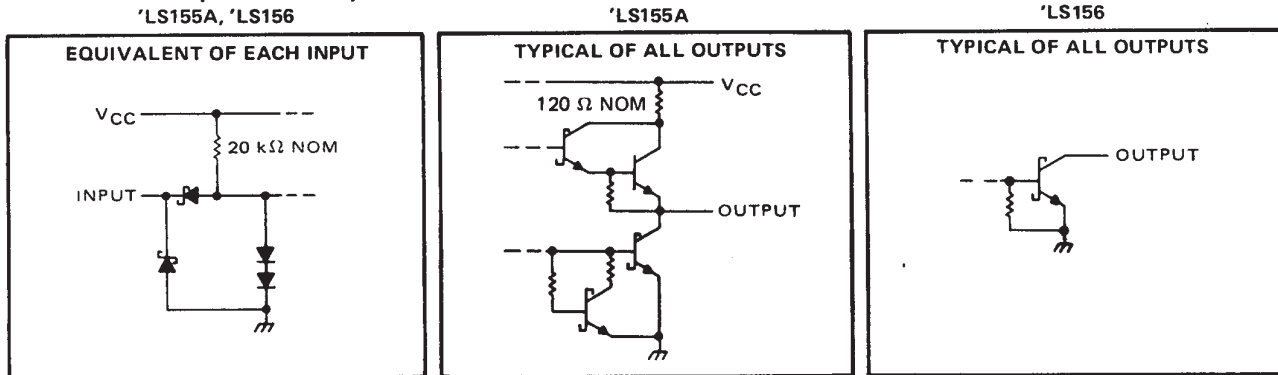 'LS155A, 'LS156
EQUIVALENT OF EACH INPUT
VCC
20 kΩ NOM
INPUT
'LS155A
TYPICAL OF ALL OUTPUTS
VCC
120 Ω NOM
OUTPUT
'LS156
TYPICAL OF ALL OUTPUTS
OUTPUT